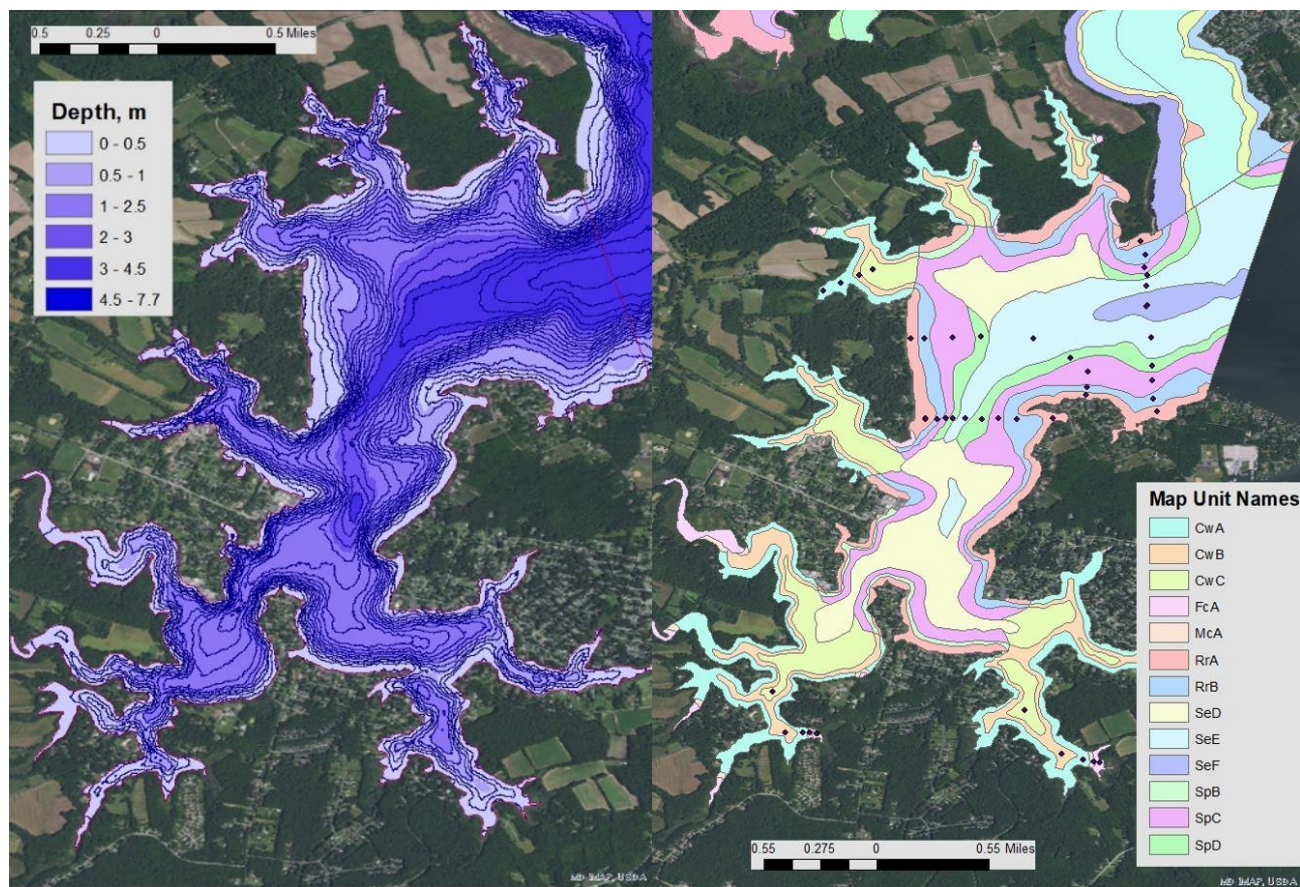 0.5 0.25 0 0.5 Miles
Depth, m
0 - 0.5
0.5 - 1
1 - 2.5
2 - 3
3 - 4.5
4.5 - 7.7
MD iMAP, USDA
Map Unit Names
CwA
CwB
CwC
FcA
McA
RrA
RrB
SeD
SeE
SeF
SpB
SpC
SpD
0.55 0.275 0 0.55 Miles
MD iMAP, USDA